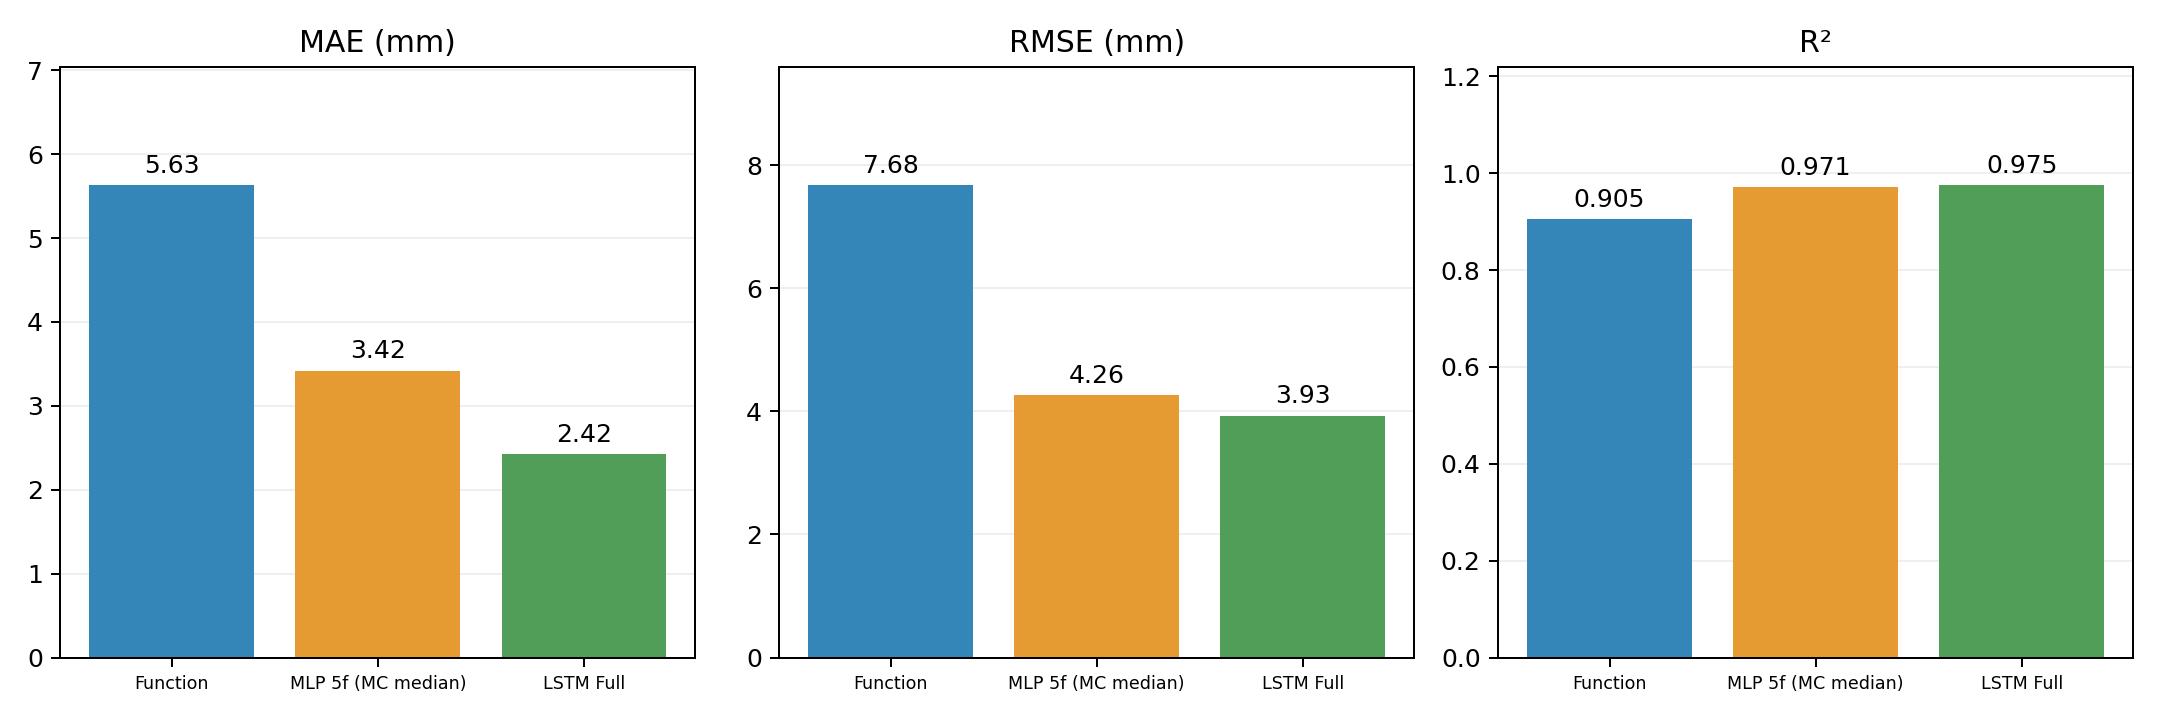 MAE (mm)
7
6
5
4
3
2
1
0
5.63
3.42
2.42
Function
MLP 5f (MC median)
LSTM Full
RMSE (mm)
8
6
4
2
0
7.68
4.26
3.93
Function
MLP 5f (MC median)
LSTM Full
R²
1.2
1.0
0.8
0.6
0.4
0.2
0.0
0.905
0.971
0.975
Function
MLP 5f (MC median)
LSTM Full